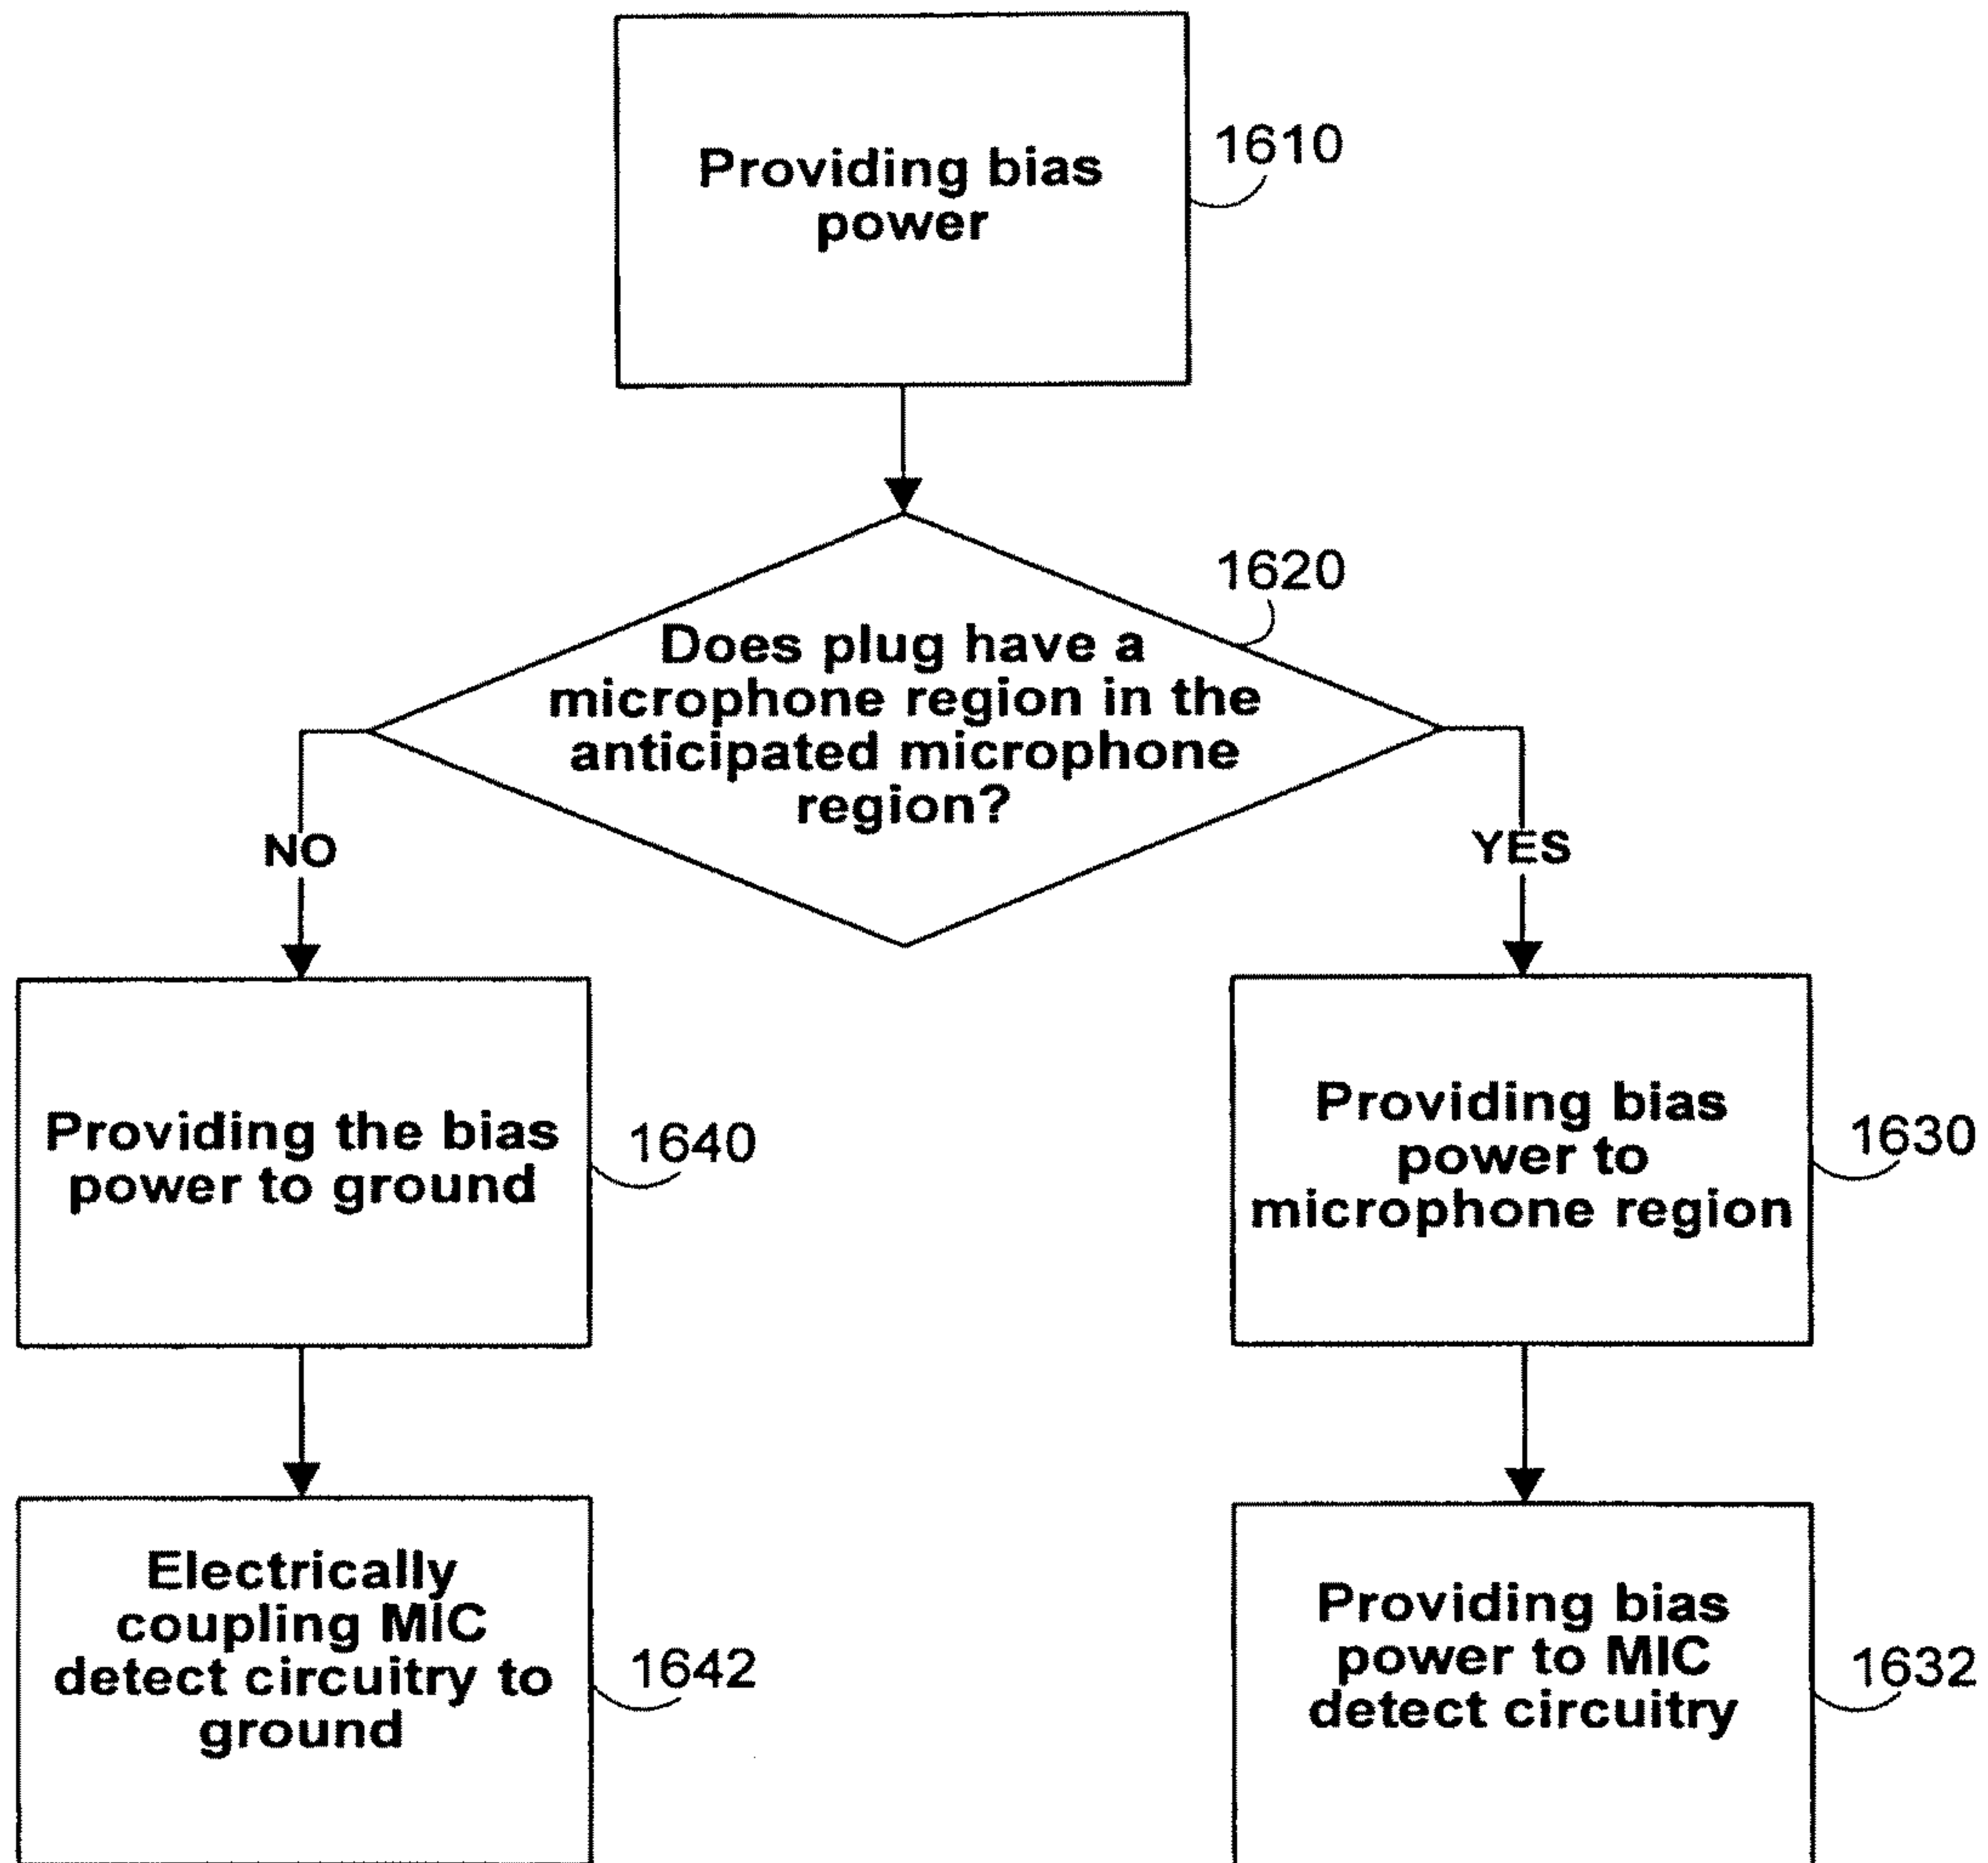 Providing bias
power
1610
1620
Does plug have a
microphone region in the
anticipated microphone
region?
NO
YES
Providing the bias
power to ground
1640
Providing bias
power to
microphone region
1630
Electrically
coupling MIC
detect circuitry to
ground
1642
Providing bias
power to MIC
detect circuitry
1632